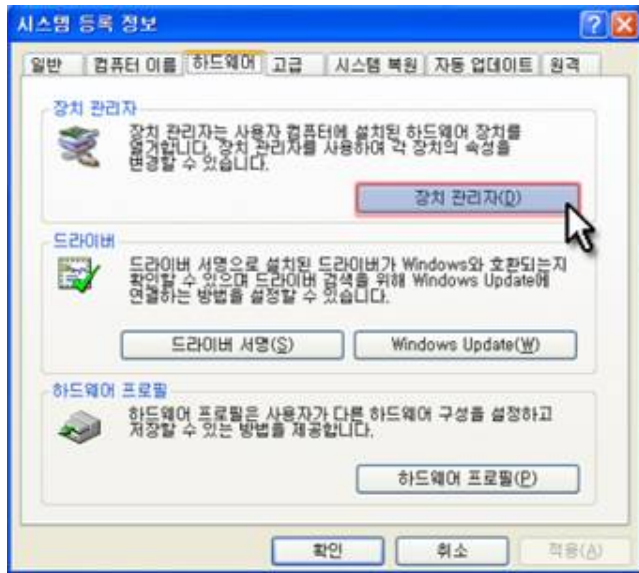 시스템 등록 정보
일반 컴퓨터 이름 하드웨어 고급 시스템 복원 자동 업데이트 원격
장치 관리자
장치 관리자는 사용자 컴퓨터에 설치된 하드웨어 장치를
열거합니다. 장치 관리자를 사용하여 각 장치의 속성을
변경할 수 있습니다.
장치 관리자(D)
드라이버
드라이버 서명으로 설치된 드라이버가 Windows와 호환되는지
확인할 수 있으며 드라이버 검색을 위해 Windows Update에
연결하는 방법을 설정할 수 있습니다.
드라이버 서명(S) Windows Update(W)
하드웨어 프로필
하드웨어 프로필은 사용자가 다른 하드웨어 구성을 설정하고
저장할 수 있는 방법을 제공합니다.
하드웨어 프로필(P)
확인 취소 적용(A)